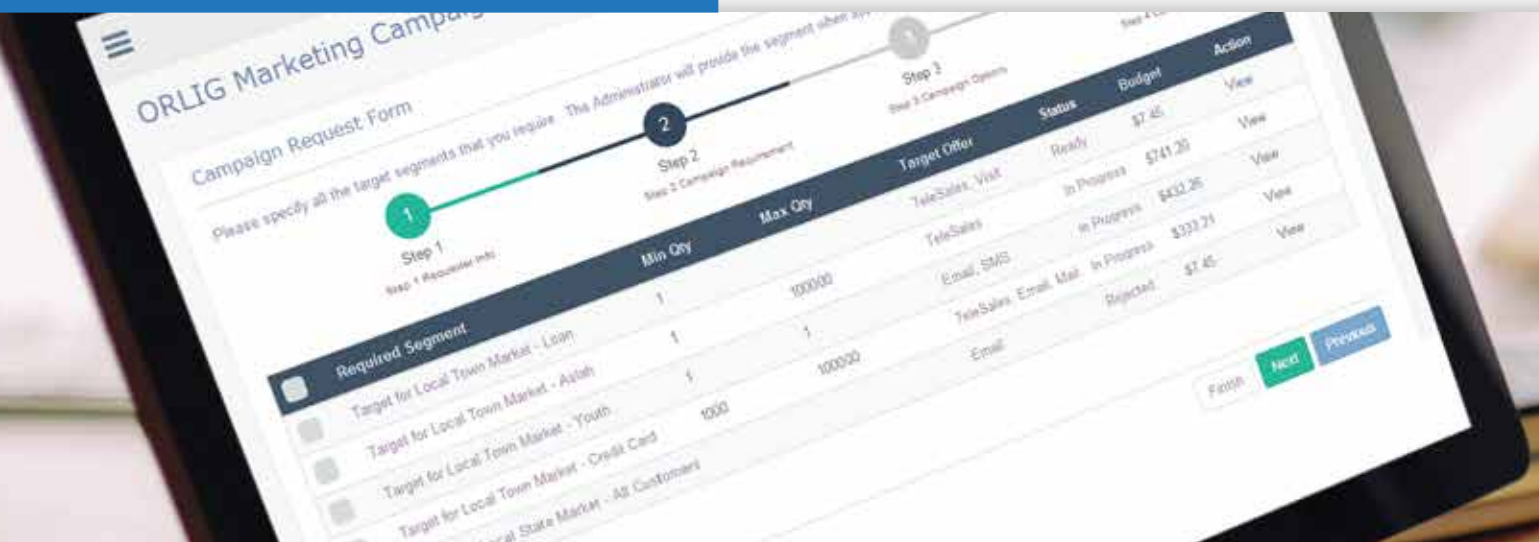 ORLIG Marketing
Campaign Request Form
Please specify all the target segments that you require. The Administrator will provide the segment when
1 2
Step 1 Step 2 Step 3
Step 1 Requester Info Step 2 Campaign Requirement Step 3 Campaign Options
Required Segment Min Qty Max Qty Target Offer Status Budget Action
Target for Local Town Market - Loan 1 TeleSales, Visit Ready $7.45 View
Target for Local Town Market - 1 100000 TeleSales In Progress $741.20 View
Target for Local Town Market - Youth 1 1 Email, SMS In Progress View
Target for Local Town Market - Credit Card 1000 100000 TeleSales, Email, Mail In Progress $333.21 View
Local State Market - All Customers Email Rejected $7.45 View
Finish Next Previous